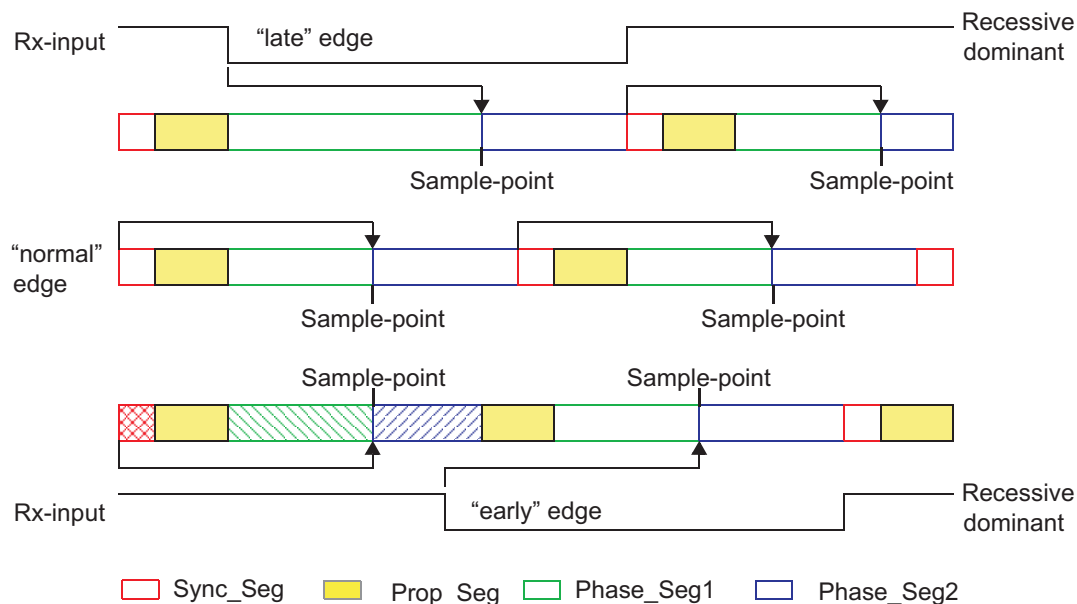 Rx-input
“late” edge
Recessive
dominant
Sample-point
Sample-point
“normal”
edge
Sample-point
Sample-point
Sample-point
Sample-point
Rx-input
“early” edge
Recessive
dominant
Sync_Seg
Prop_Seg
Phase_Seg1
Phase_Seg2